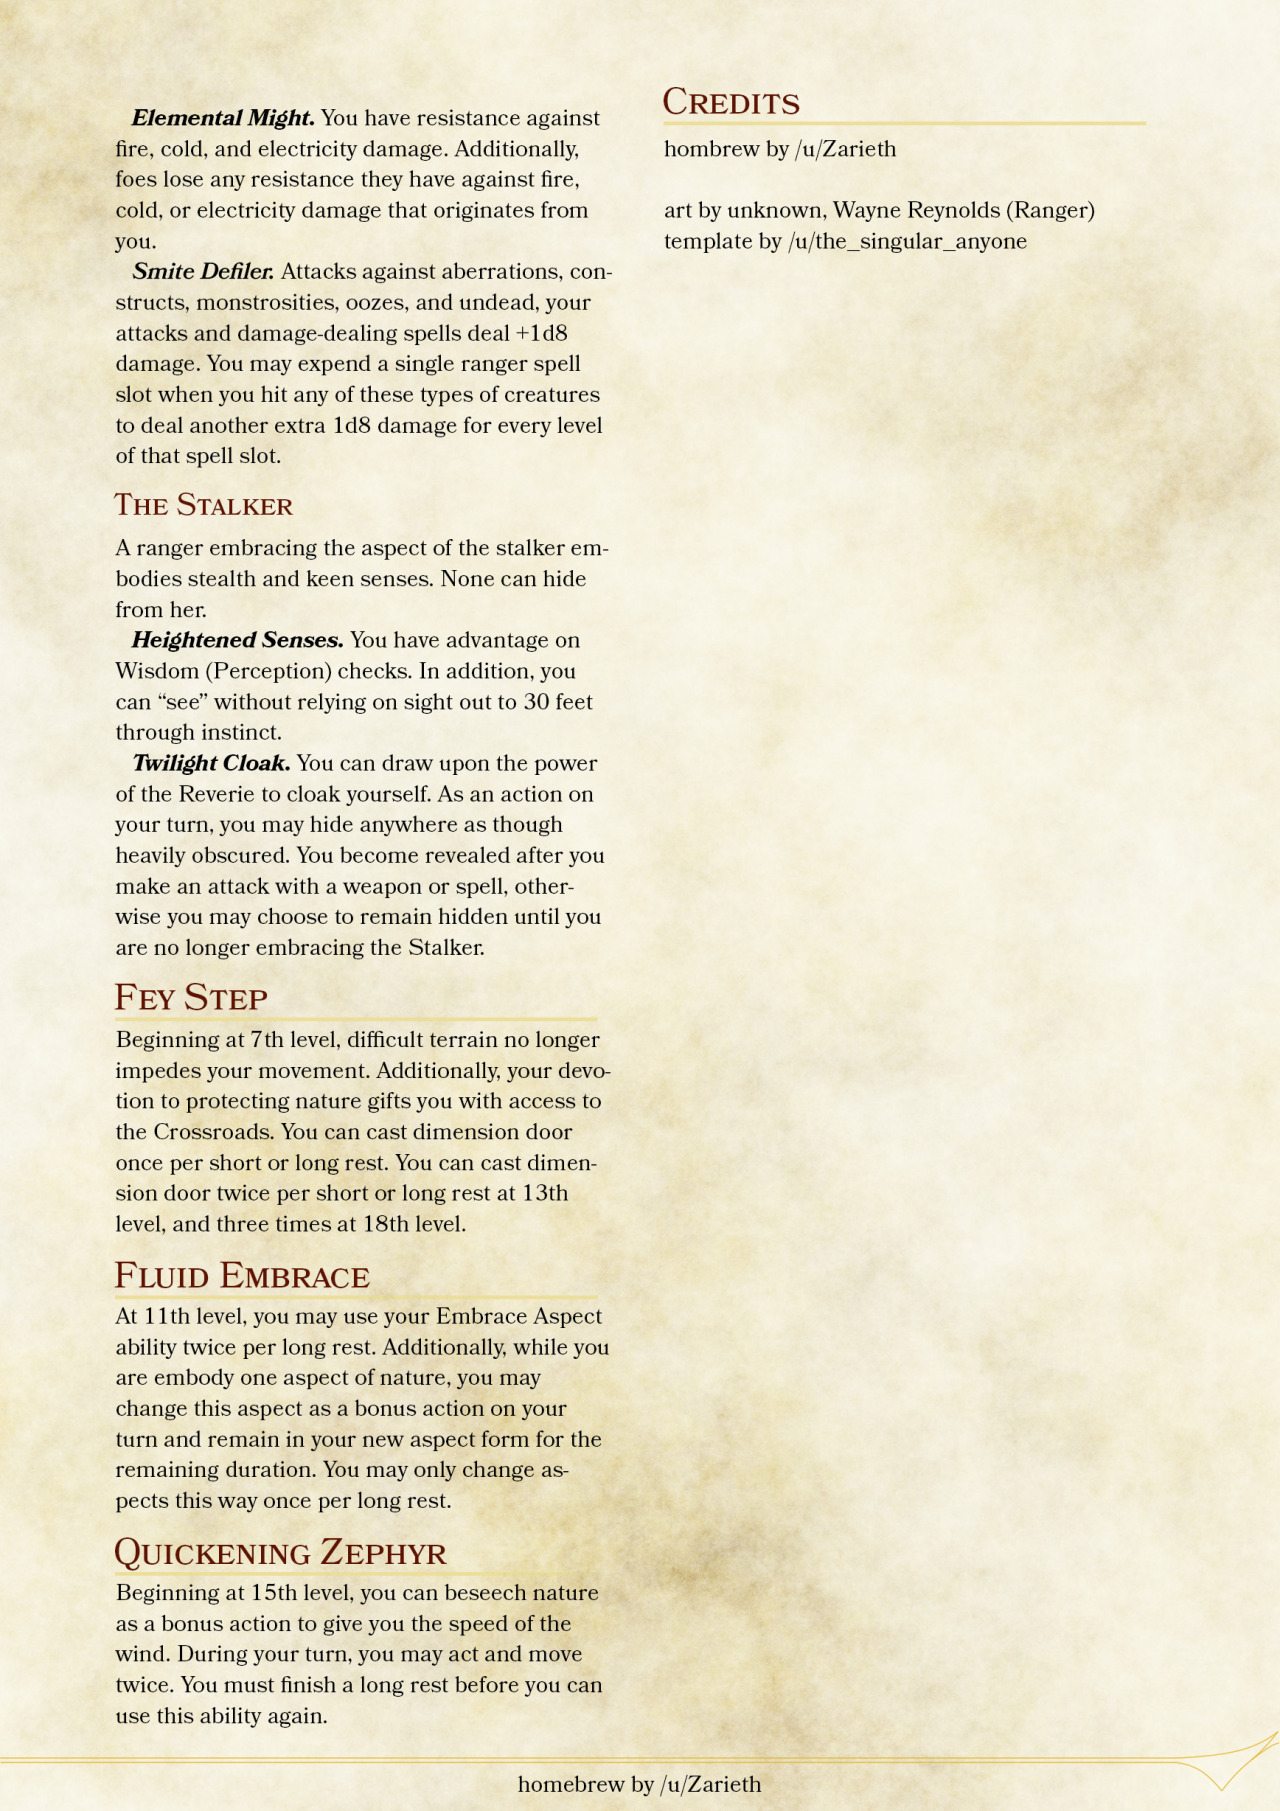 Elemental Might. You have resistance against
fire, cold, and electricity damage. Additionally,
foes lose any resistance they have against fire,
cold, or electricity damage that originates from
you.
Smite Defiler. Attacks against aberrations, con-
structs, monstrosities, oozes, and undead, your
attacks and damage-dealing spells deal +1d8
damage. You may expend a single ranger spell
slot when you hit any of these types of creatures
to deal another extra 1d8 damage for every level
of that spell slot.
The Stalker
A ranger embracing the aspect of the stalker em-
bodies stealth and keen senses. None can hide
from her.
Heightened Senses. You have advantage on
Wisdom (Perception) checks. In addition, you
can “see” without relying on sight out to 30 feet
through instinct.
Twilight Cloak. You can draw upon the power
of the Reverie to cloak yourself. As an action on
your turn, you may hide anywhere as though
heavily obscured. You become revealed after you
make an attack with a weapon or spell, other-
wise you may choose to remain hidden until you
are no longer embracing the Stalker.
Fey Step
Beginning at 7th level, difficult terrain no longer
impedes your movement. Additionally, your devo-
tion to protecting nature gifts you with access to
the Crossroads. You can cast dimension door
once per short or long rest. You can cast dimen-
sion door twice per short or long rest at 13th
level, and three times at 18th level.
Fluid Embrace
At 11th level, you may use your Embrace Aspect
ability twice per long rest. Additionally, while you
are embody one aspect of nature, you may
change this aspect as a bonus action on your
turn and remain in your new aspect form for the
remaining duration. You may only change as-
pects this way once per long rest.
Quickening Zephyr
Beginning at 15th level, you can beseech nature
as a bonus action to give you the speed of the
wind. During your turn, you may act and move
twice. You must finish a long rest before you can
use this ability again.
Credits
hombrew by /u/Zarieth
art by unknown, Wayne Reynolds (Ranger)
template by /u/the_singular_anyone
homebrew by /u/Zarieth